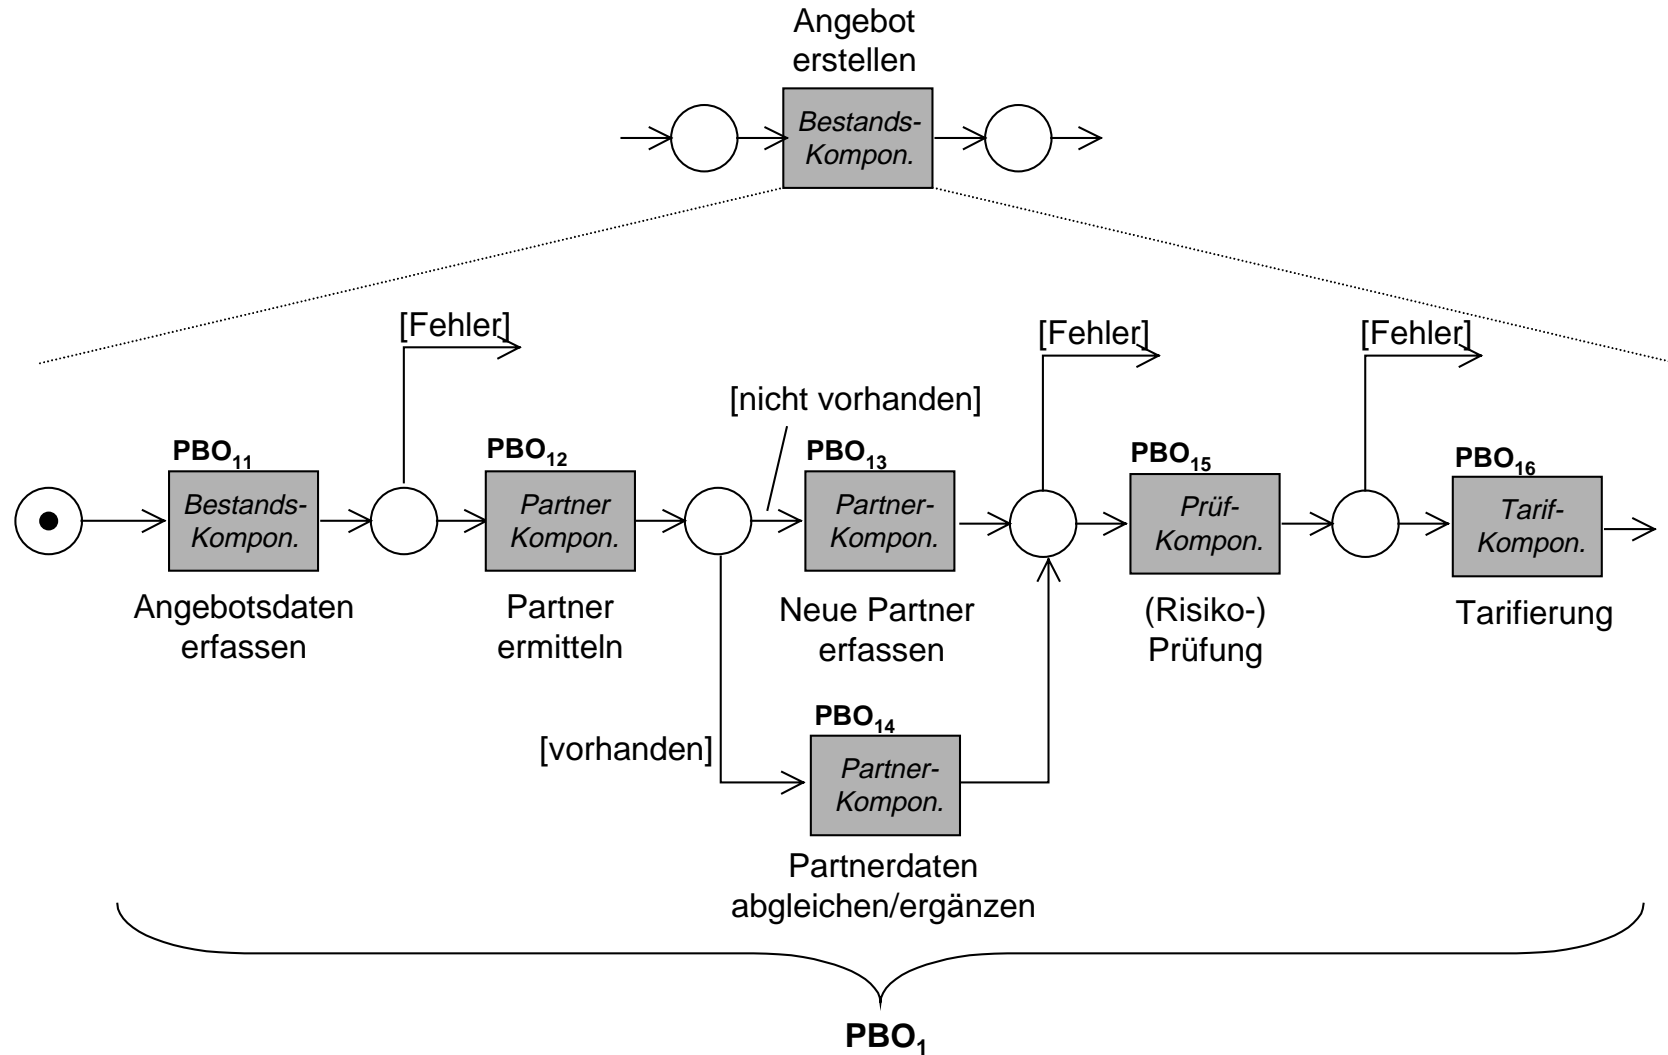 Angebot
erstellen
Bestands-
Kompon.
[Fehler]
[Fehler]
[Fehler]
[nicht vorhanden]
PBO11
Bestands-
Kompon.
Angebotsdaten
erfassen
PBO12
Partner
Kompon.
Partner
ermitteln
PBO13
Partner-
Kompon.
Neue Partner
erfassen
PBO15
Prüf-
Kompon.
(Risiko-)
Prüfung
PBO16
Tarif-
Kompon.
Tarifierung
[vorhanden]
PBO14
Partner-
Kompon.
Partnerdaten
abgleichen/ergänzen
PBO1